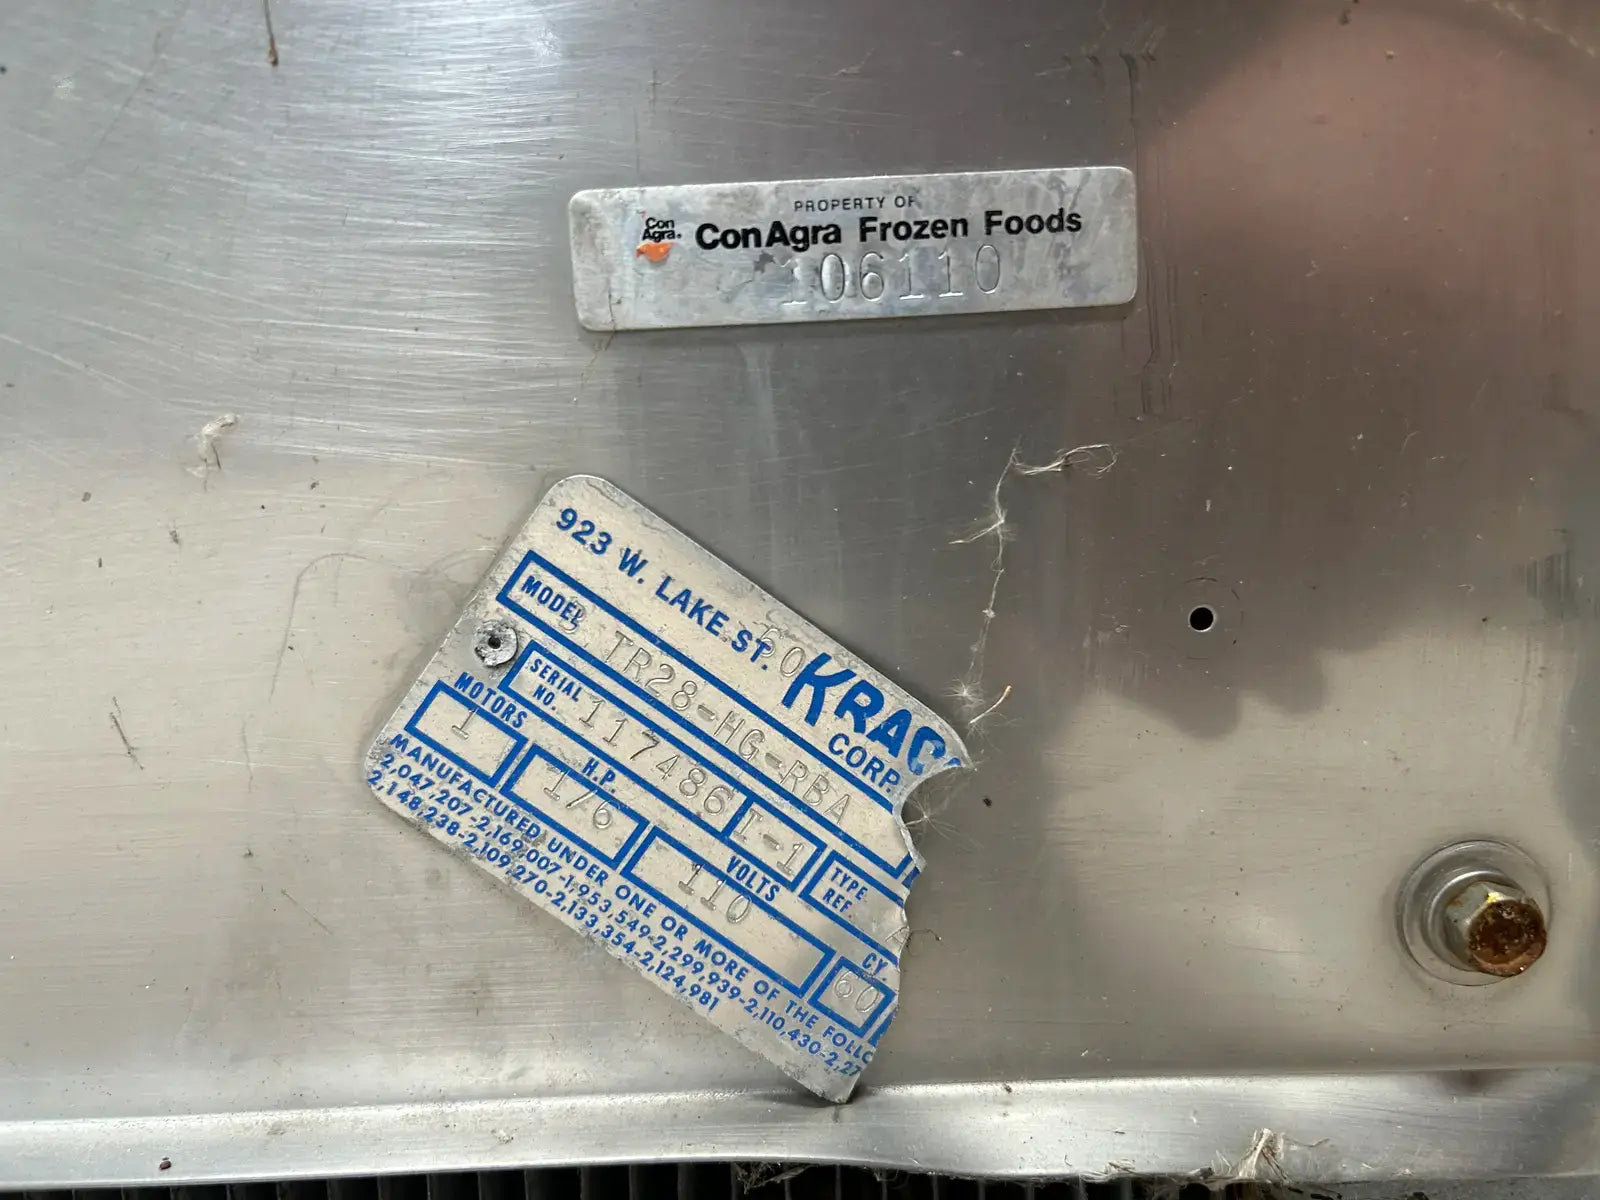 PROPERTY OF
Con
Agra.
ConAgra Frozen Foods
106110
923 W. LAKE ST.
KRAC
CORP.
MODEL
TR28-HG-RBA
SERIAL
NO.
117486
T-1
TYPE
REF.
MOTORS
1
H.P.
1/6
VOLTS
110
CY
60
MANUFACTURED UNDER ONE OR MORE OF THE FOLLO
2,047,207-2,169,007-1,953,549-2,299,939-2,110,430-2,27
2,148,238-2,109,270-2,133,354-2,124,981